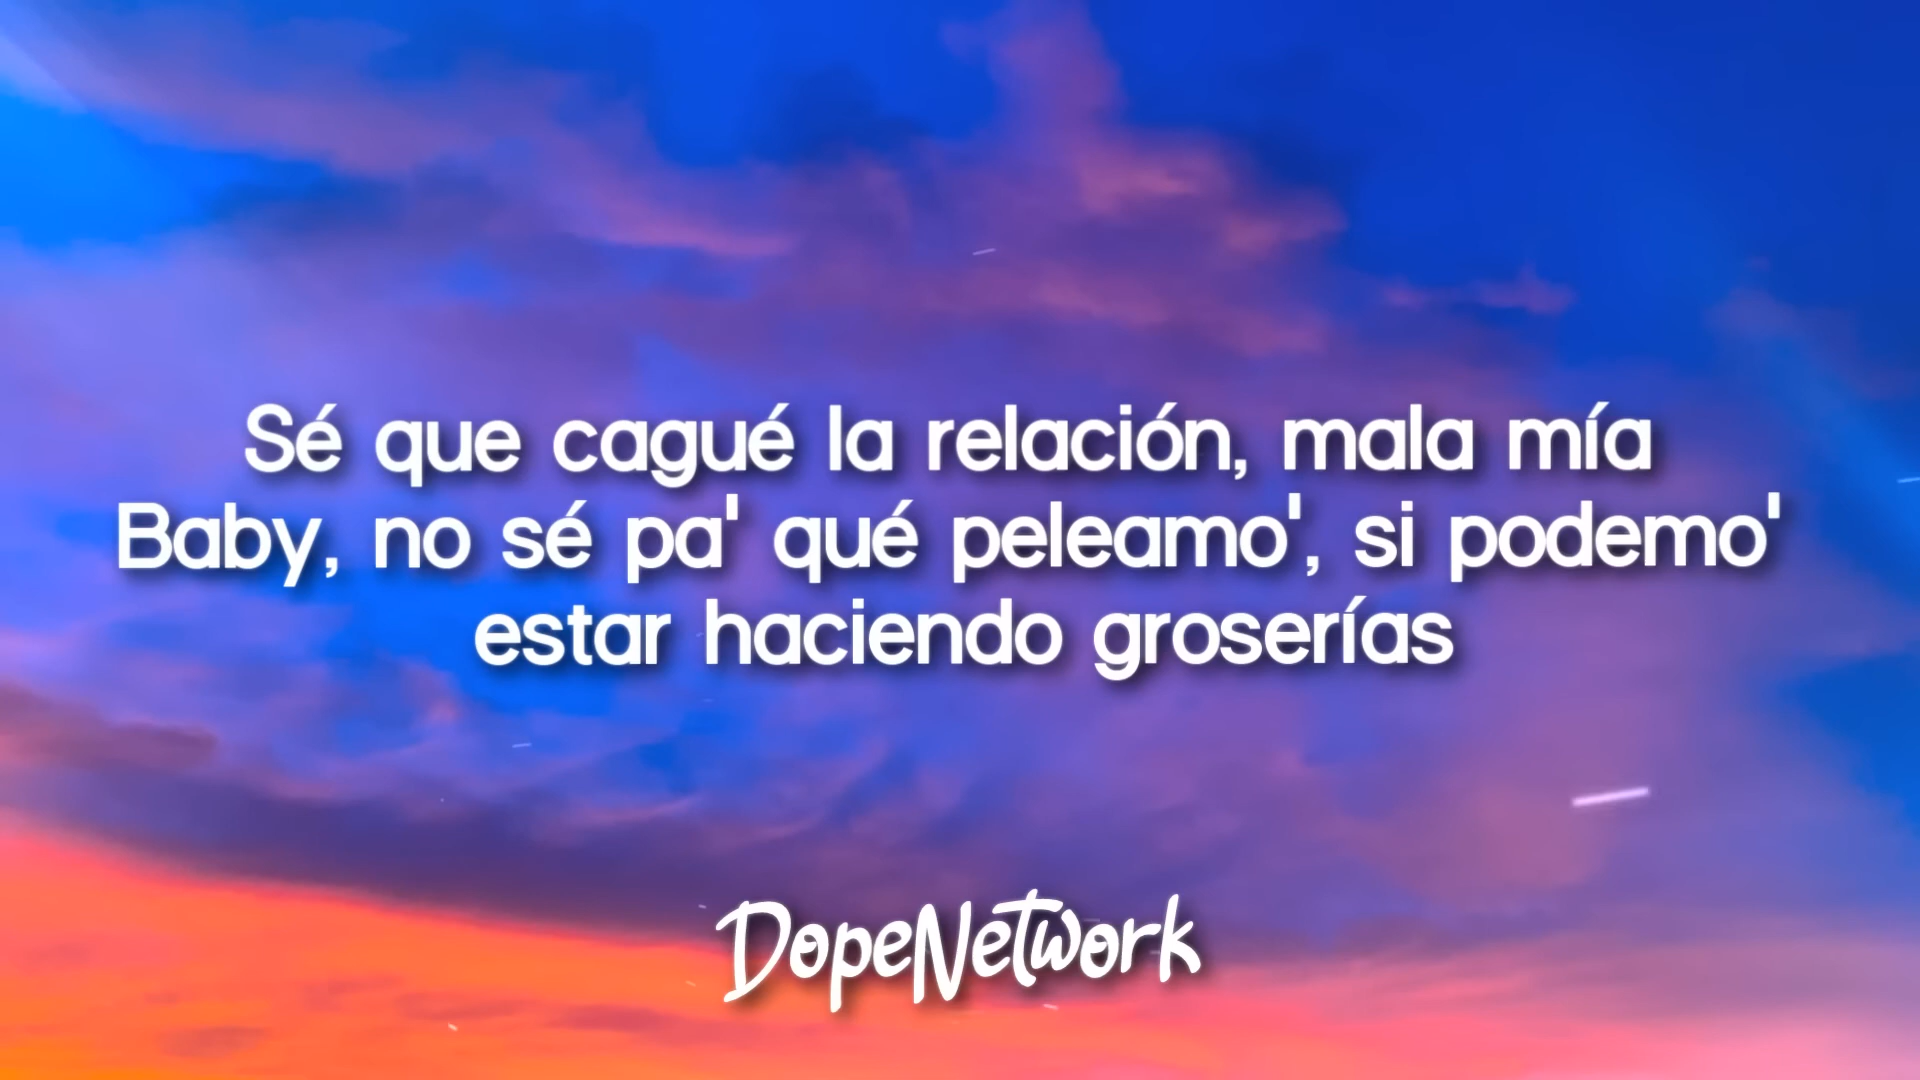 Sé que cagué la relación, mala mía
Baby, no sé pa' qué peleamo', si podemo'
estar haciendo groserías
DopeNetwork